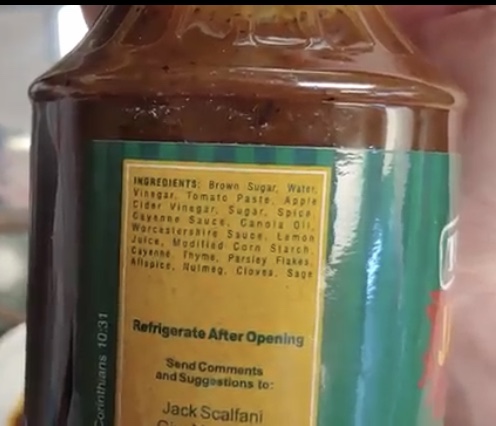 INGREDIENTS: Brown Sugar, Water,
Vinegar, Tomato Paste, Apple
Cider Vinegar, Sugar, Spice
Cayenne Sauce, Canola Oil,
Worcestershire Sauce, Lemon
Juice, Modified Corn Starch,
Cayenne, Thyme, Parsley Flakes,
Allspice, Nutmeg, Cloves, Sage
Refrigerate After Opening
Send Comments
and Suggestions to:
Jack Scalfani
Corinthians 10:31